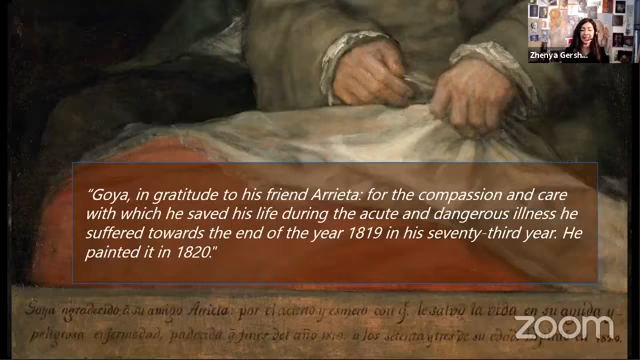 Zhenya Gersh...
"Goya, in gratitude to his friend Arrieta: for the compassion and care
with which he saved his life during the acute and dangerous illness he
suffered towards the end of the year 1819 in his seventy-third year. He
painted it in 1820."
Goya agradecido, á su amigo Arrieta: por el acierto y esmero con qe. le salvó la vida en su aguda y
peligrosa enfermedad, padecida á fines del año 1819, a los setenta y tres de su edad. 1820.
zoom